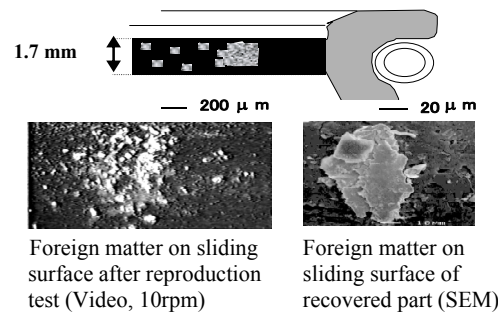 1.7 mm
200 μ m
20 μ m
Foreign matter on sliding
surface after reproduction
test (Video, 10rpm)
Foreign matter on
sliding surface of
recovered part (SEM)